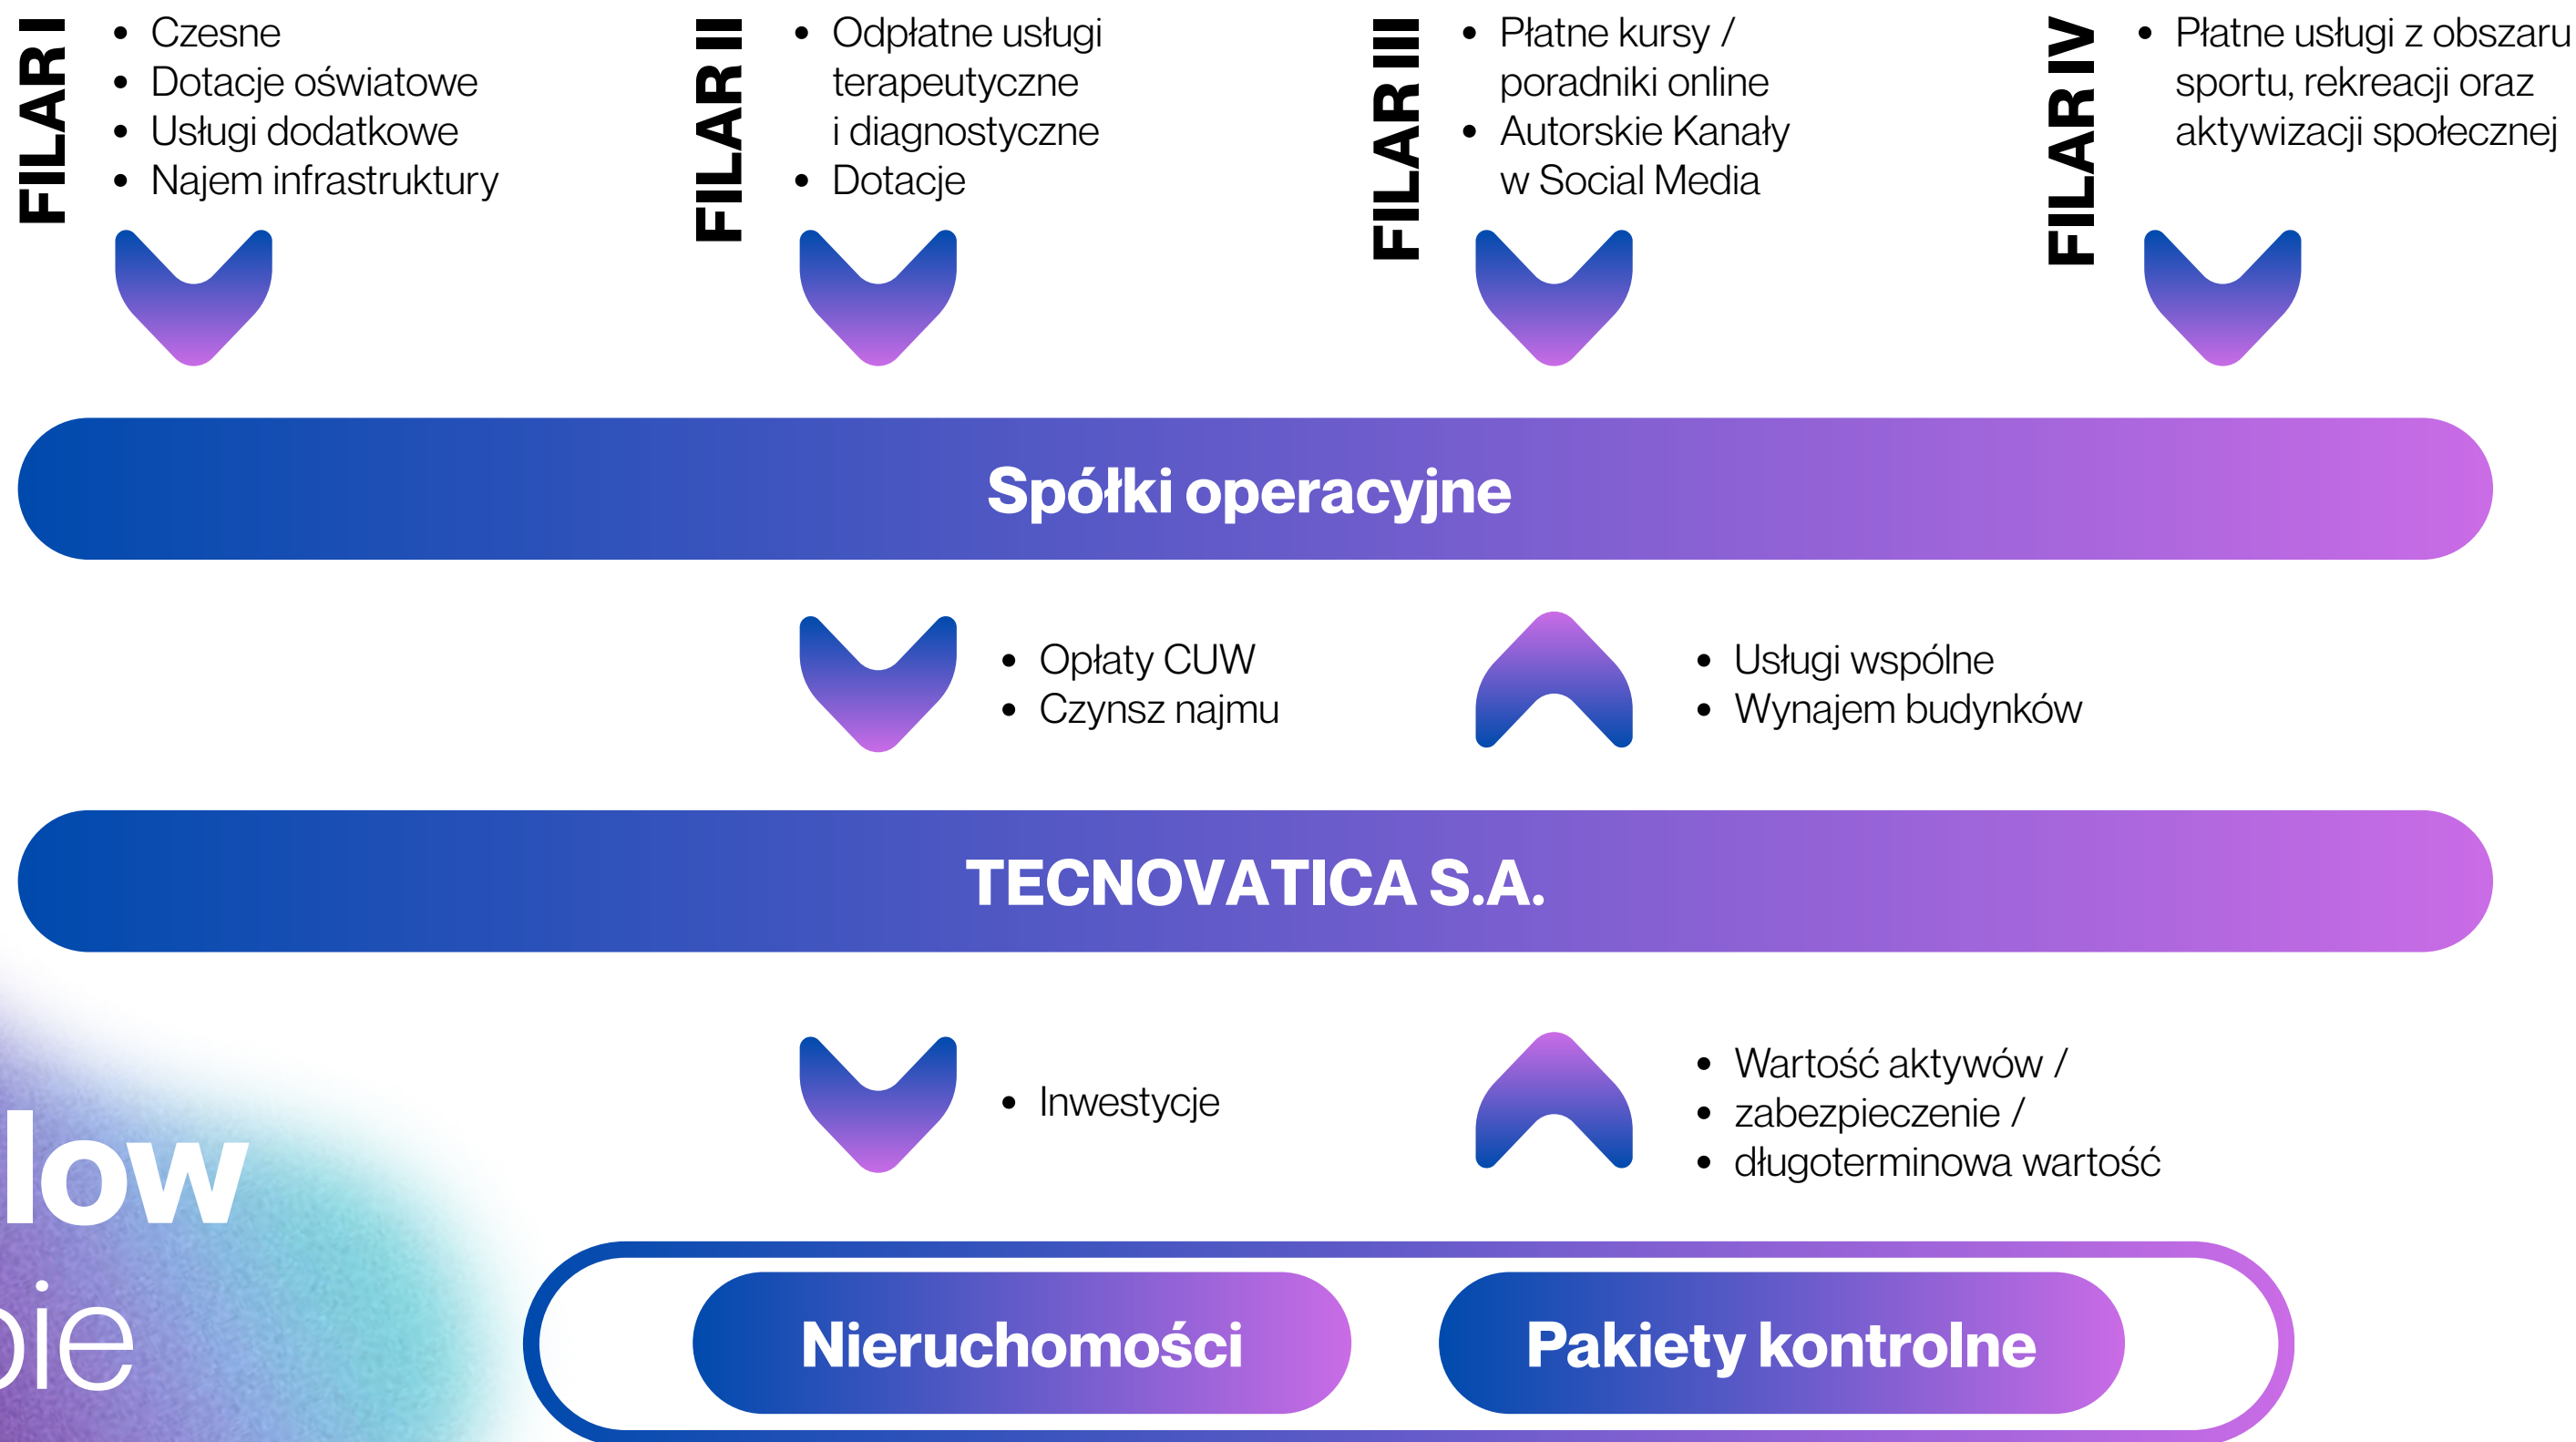 FILAR I
• Czesne
• Dotacje oświatowe
• Usługi dodatkowe
• Najem infrastruktury
FILAR II
• Odpłatne usługi
terapeutyczne
i diagnostyczne
• Dotacje
FILAR III
• Płatne kursy /
poradniki online
• Autorskie Kanały
w Social Media
FILAR IV
• Płatne usługi z obszaru
sportu, rekreacji oraz
aktywizacji społecznej
Spółki operacyjne
• Opłaty CUW
• Czynsz najmu
• Usługi wspólne
• Wynajem budynków
TECNOVATICA S.A.
• Inwestycje
• Wartość aktywów /
• zabezpieczenie /
• długoterminowa wartość
low
pie
Nieruchomości
Pakiety kontrolne